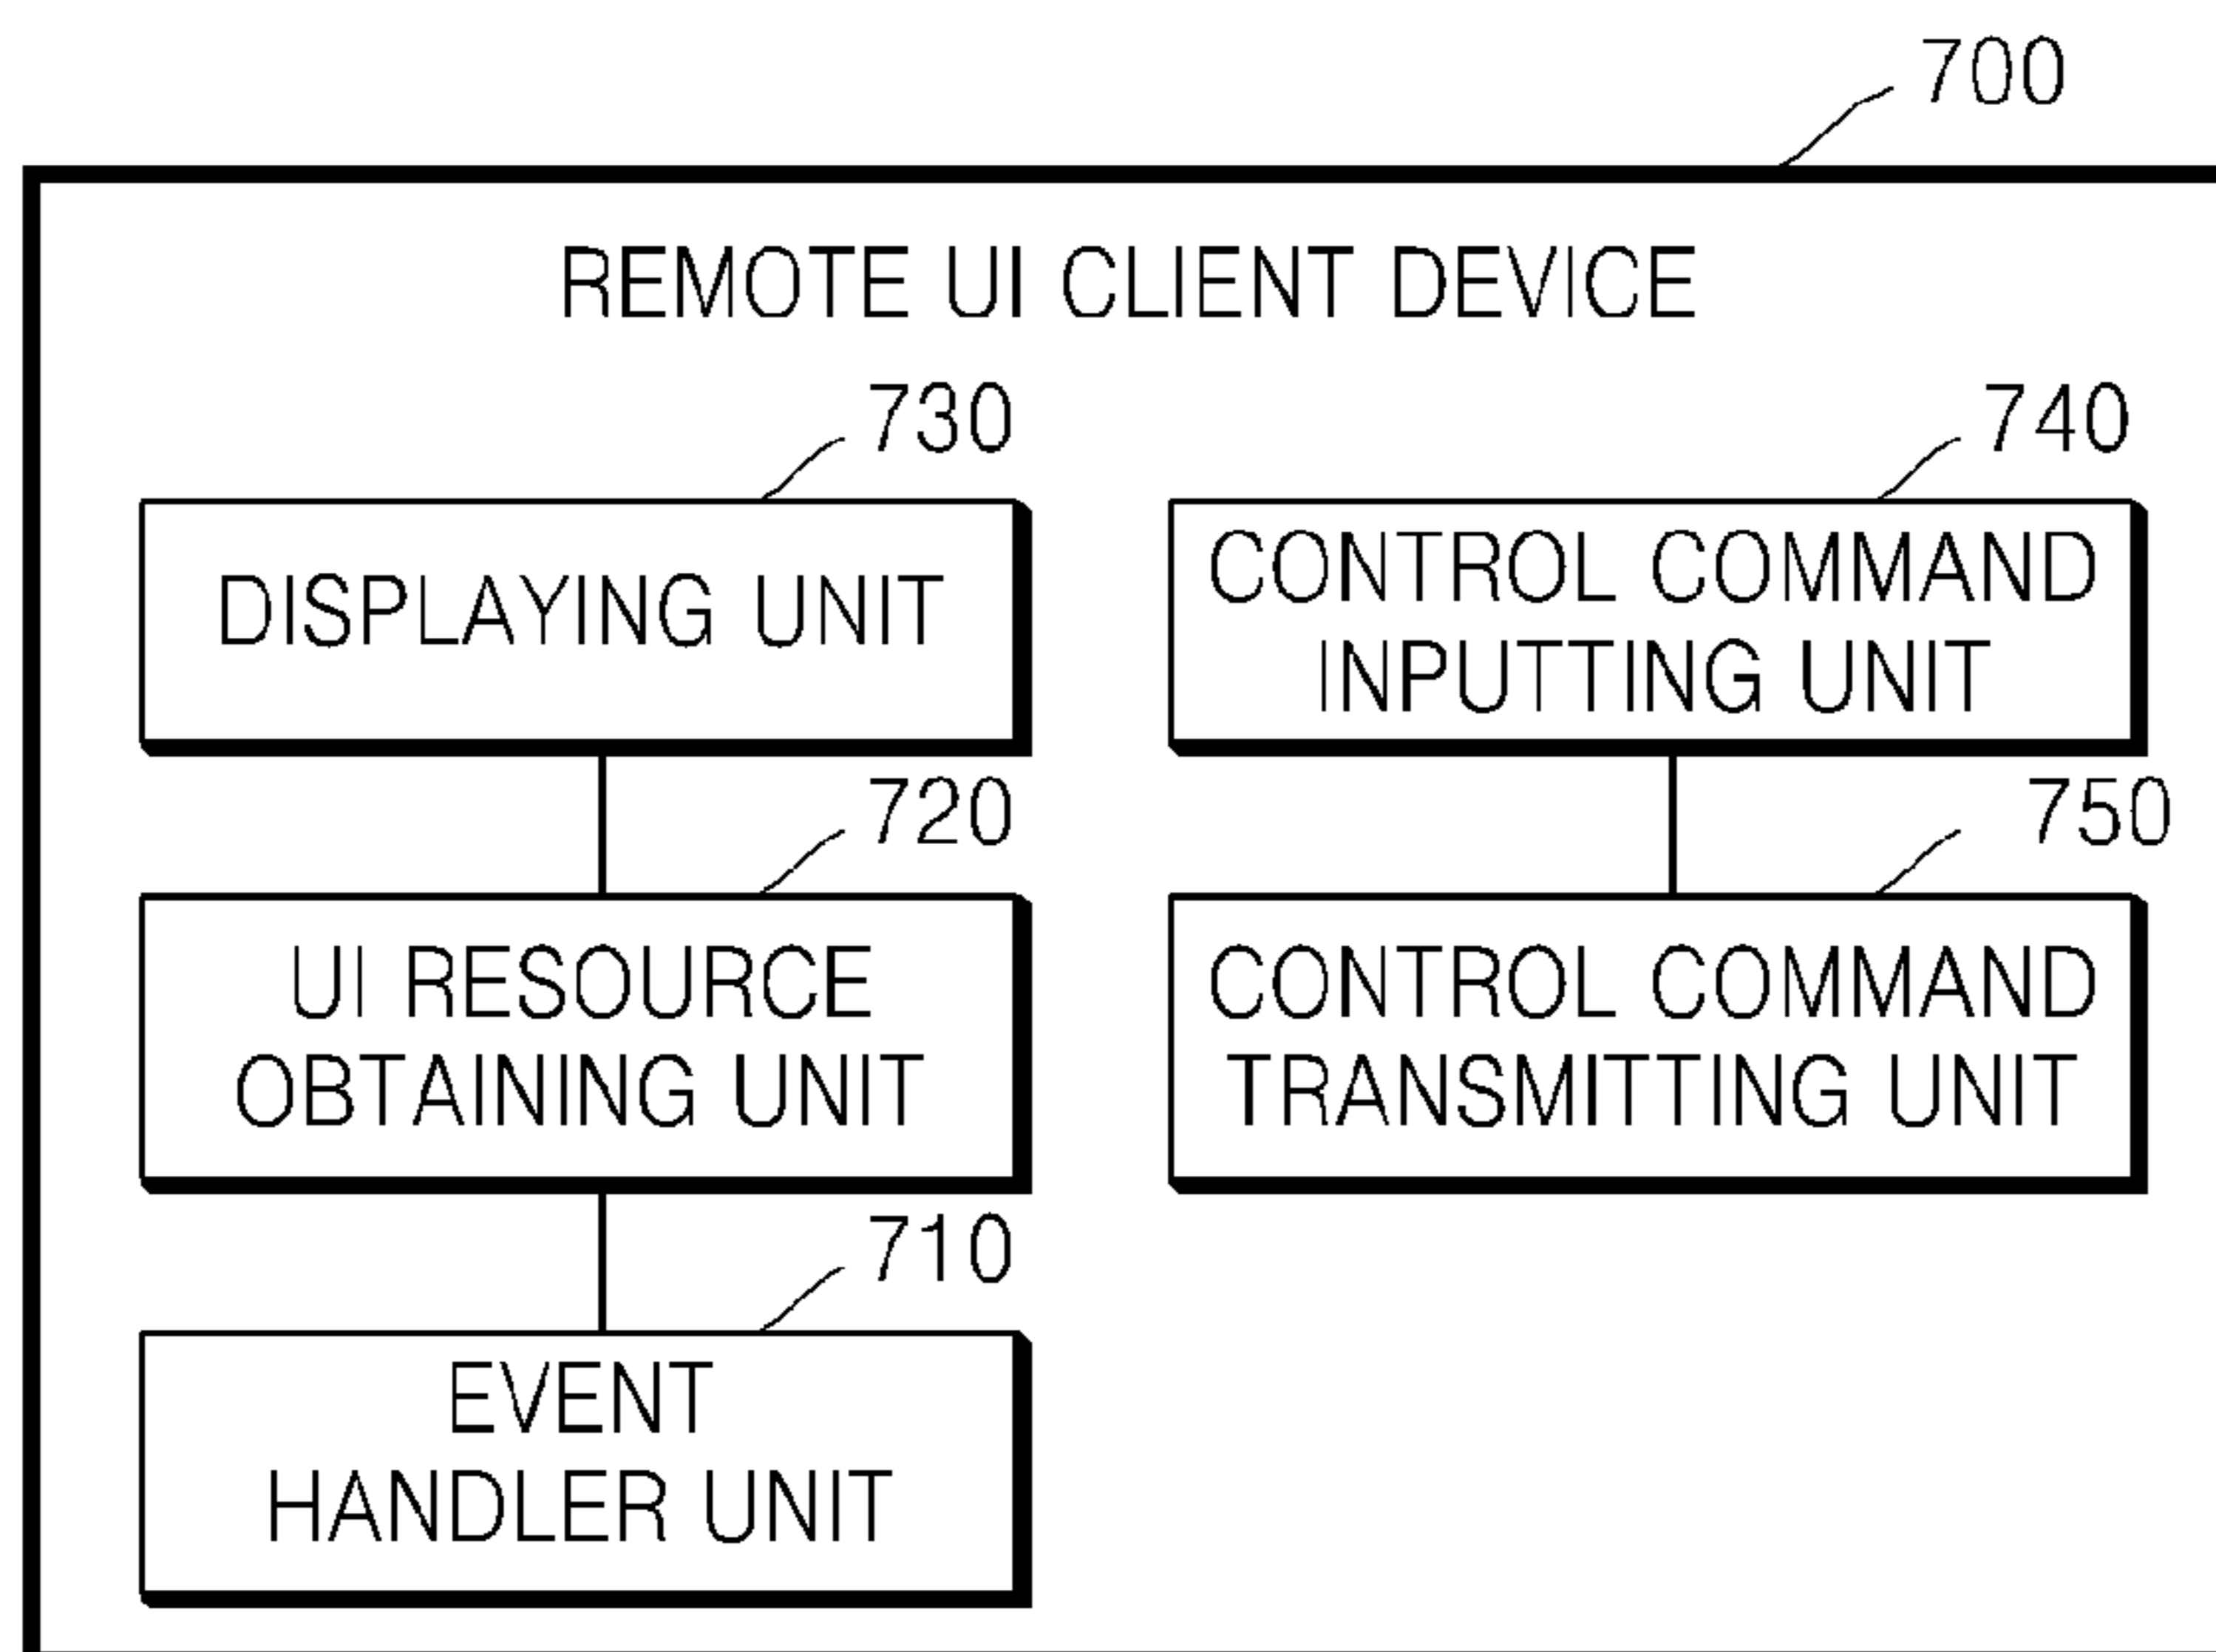 700
REMOTE UI CLIENT DEVICE
730
740
DISPLAYING UNIT
CONTROL COMMAND
INPUTTING UNIT
720
750
UI RESOURCE
OBTAINING UNIT
CONTROL COMMAND
TRANSMITTING UNIT
710
EVENT
HANDLER UNIT